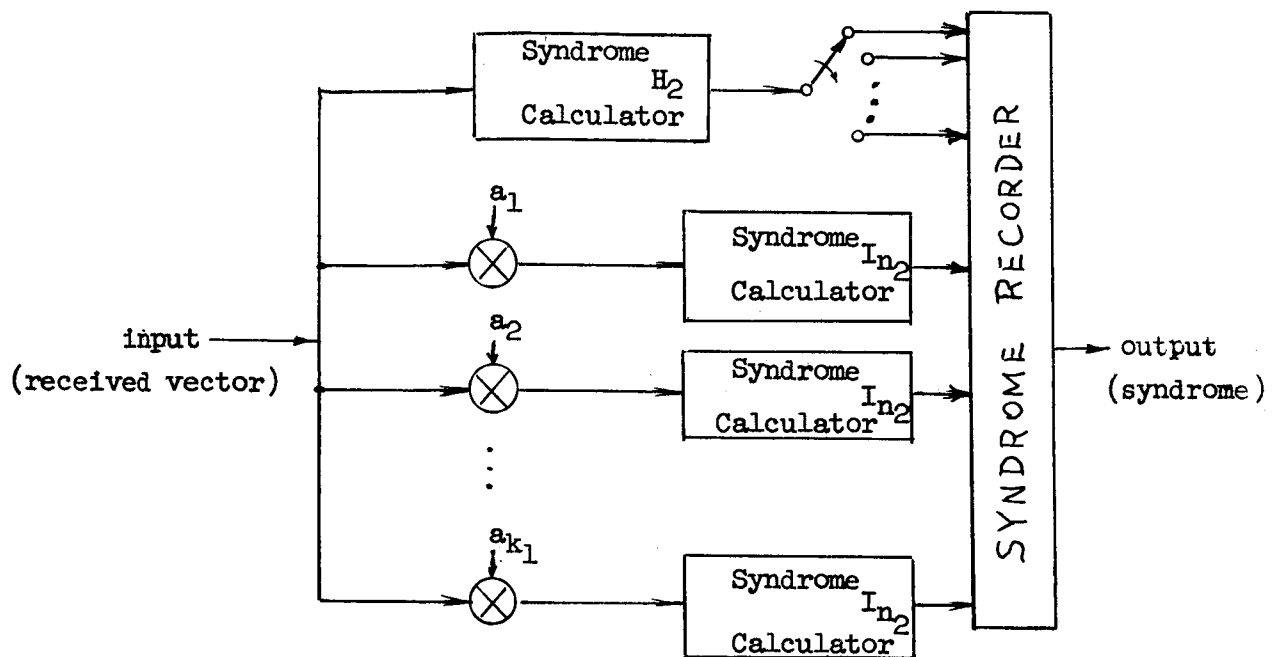 Syndrome
H2
Calculator
a1
Syndrome
In2
Calculator
input
(received vector)
a2
Syndrome
In2
Calculator
ak1
Syndrome
In2
Calculator
SYNDROME RECORDER
output
(syndrome)